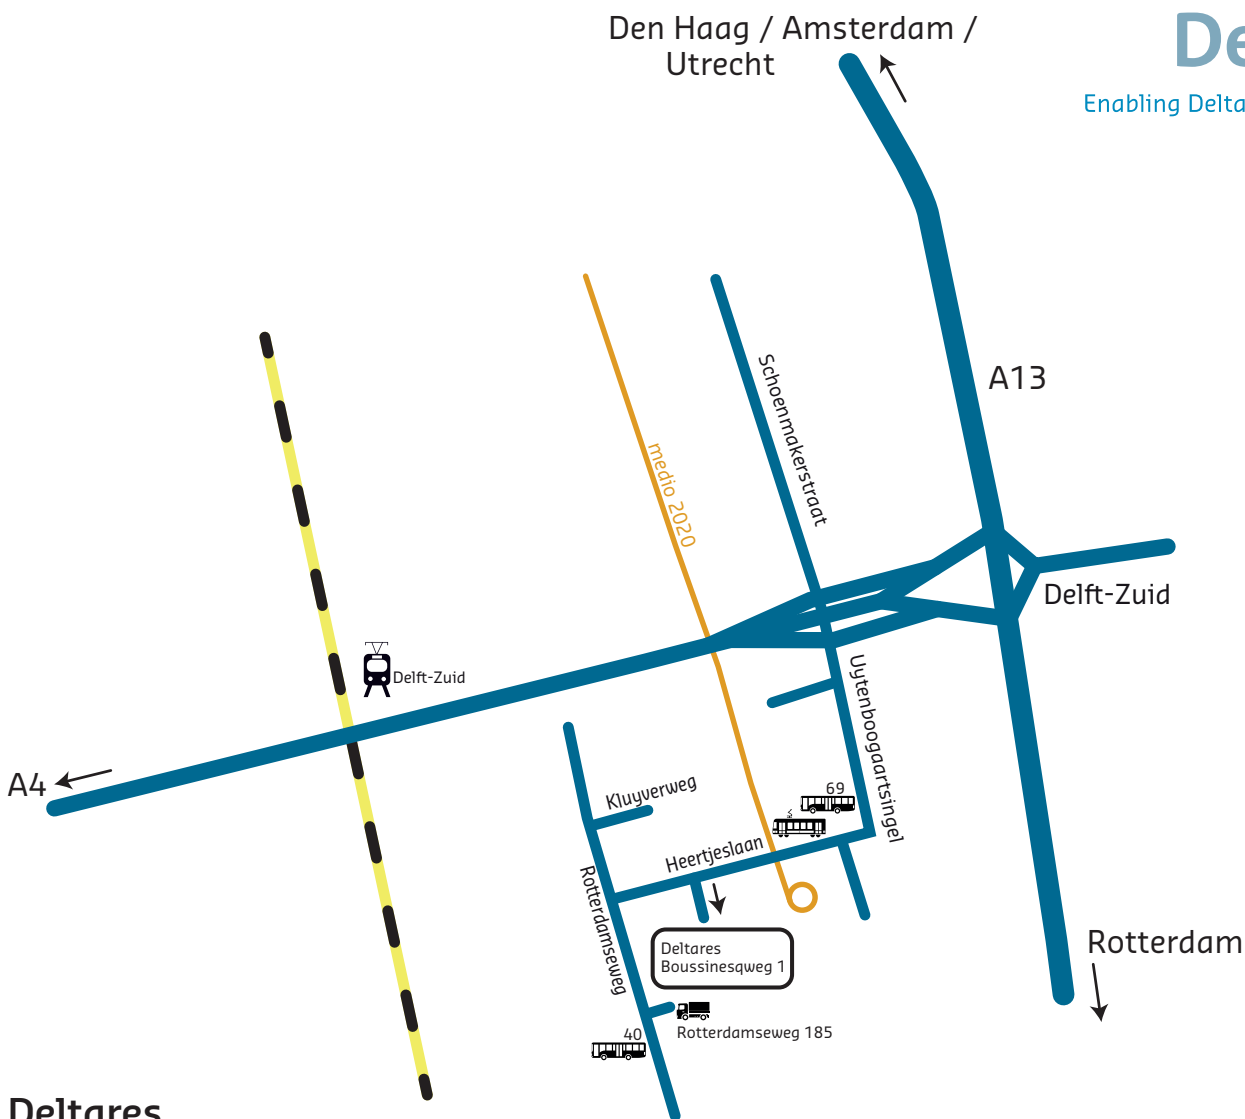 Den Haag / Amsterdam /
Utrecht
De
Enabling Delta
A13
Schoenmakerstraat
medio 2020
Delft-Zuid
Delft-Zuid
Uytenboogaartsingel
A4
Kluyverweg
69
Heertjeslaan
Rotterdamseweg
Deltares
Boussinesqweg 1
Rotterdam
40
Rotterdamseweg 185
Deltares